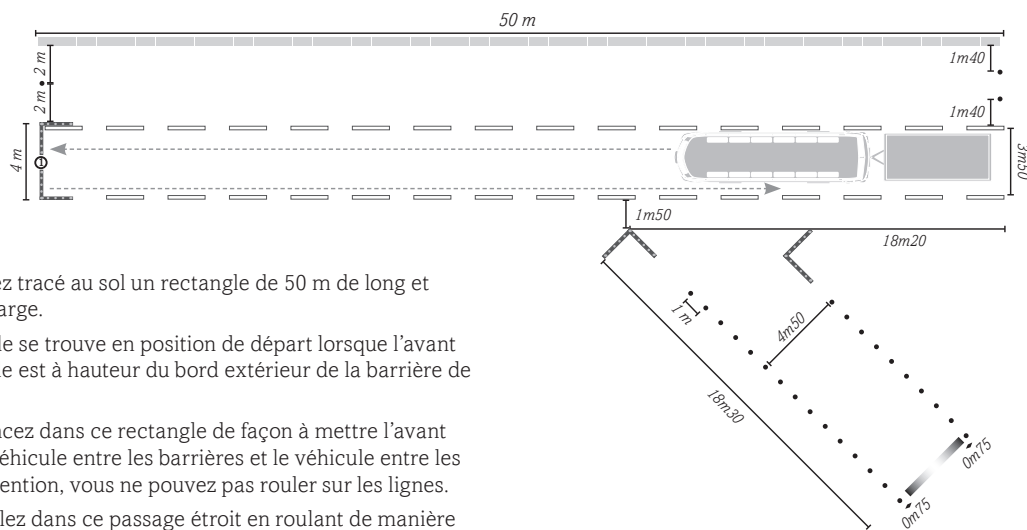 50 m
2 m
2 m
4 m
1
1m40
1m40
3m50
1m50
18m20
ez tracé au sol un rectangle de 50 m de long et
arge.
le se trouve en position de départ lorsque l'avant
le est à hauteur du bord extérieur de la barrière de
ncez dans ce rectangle de façon à mettre l'avant
éhicule entre les barrières et le véhicule entre les
ention, vous ne pouvez pas rouler sur les lignes.
lez dans ce passage étroit en roulant de manière
1 m
4m50
18m30
0m75
0m75